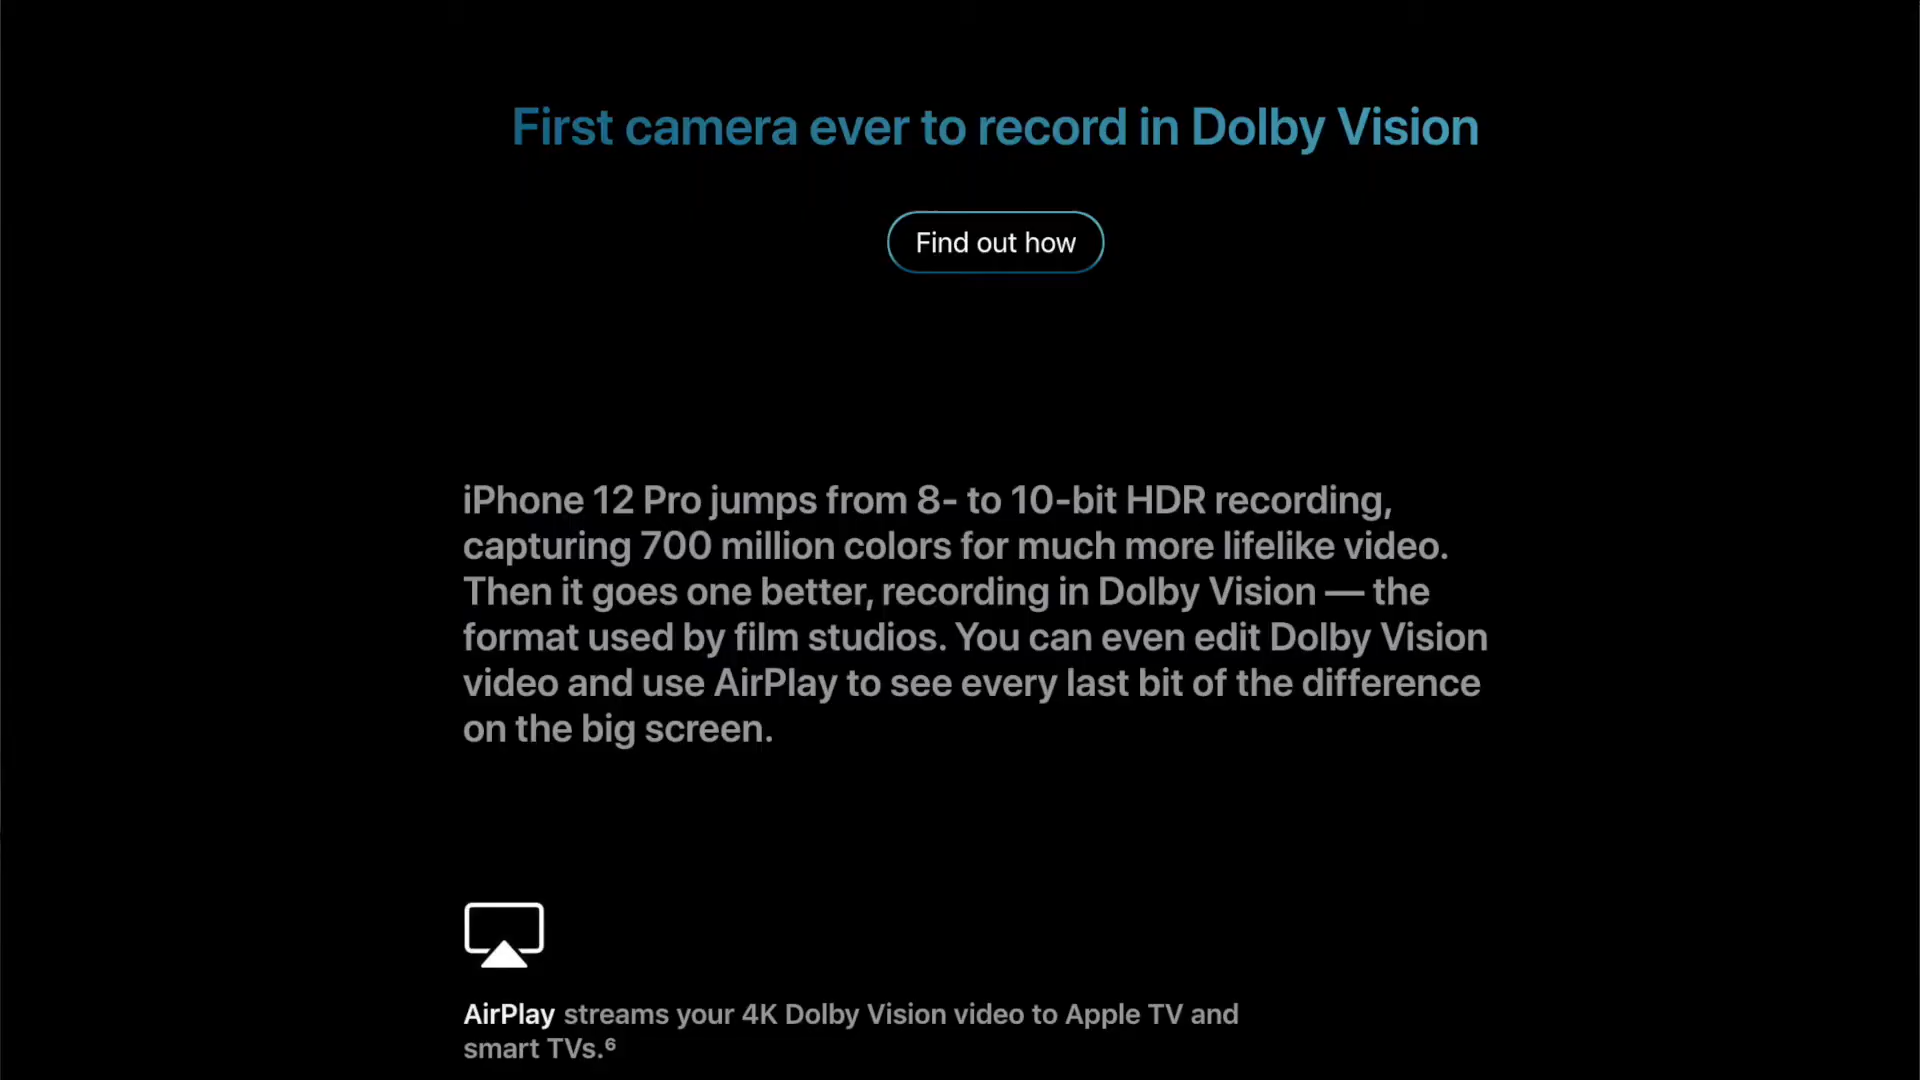 First camera ever to record in Dolby Vision
Find out how
iPhone 12 Pro jumps from 8- to 10-bit HDR recording,
capturing 700 million colors for much more lifelike video.
Then it goes one better, recording in Dolby Vision — the
format used by film studios. You can even edit Dolby Vision
video and use AirPlay to see every last bit of the difference
on the big screen.
AirPlay streams your 4K Dolby Vision video to Apple TV and
smart TVs.⁶